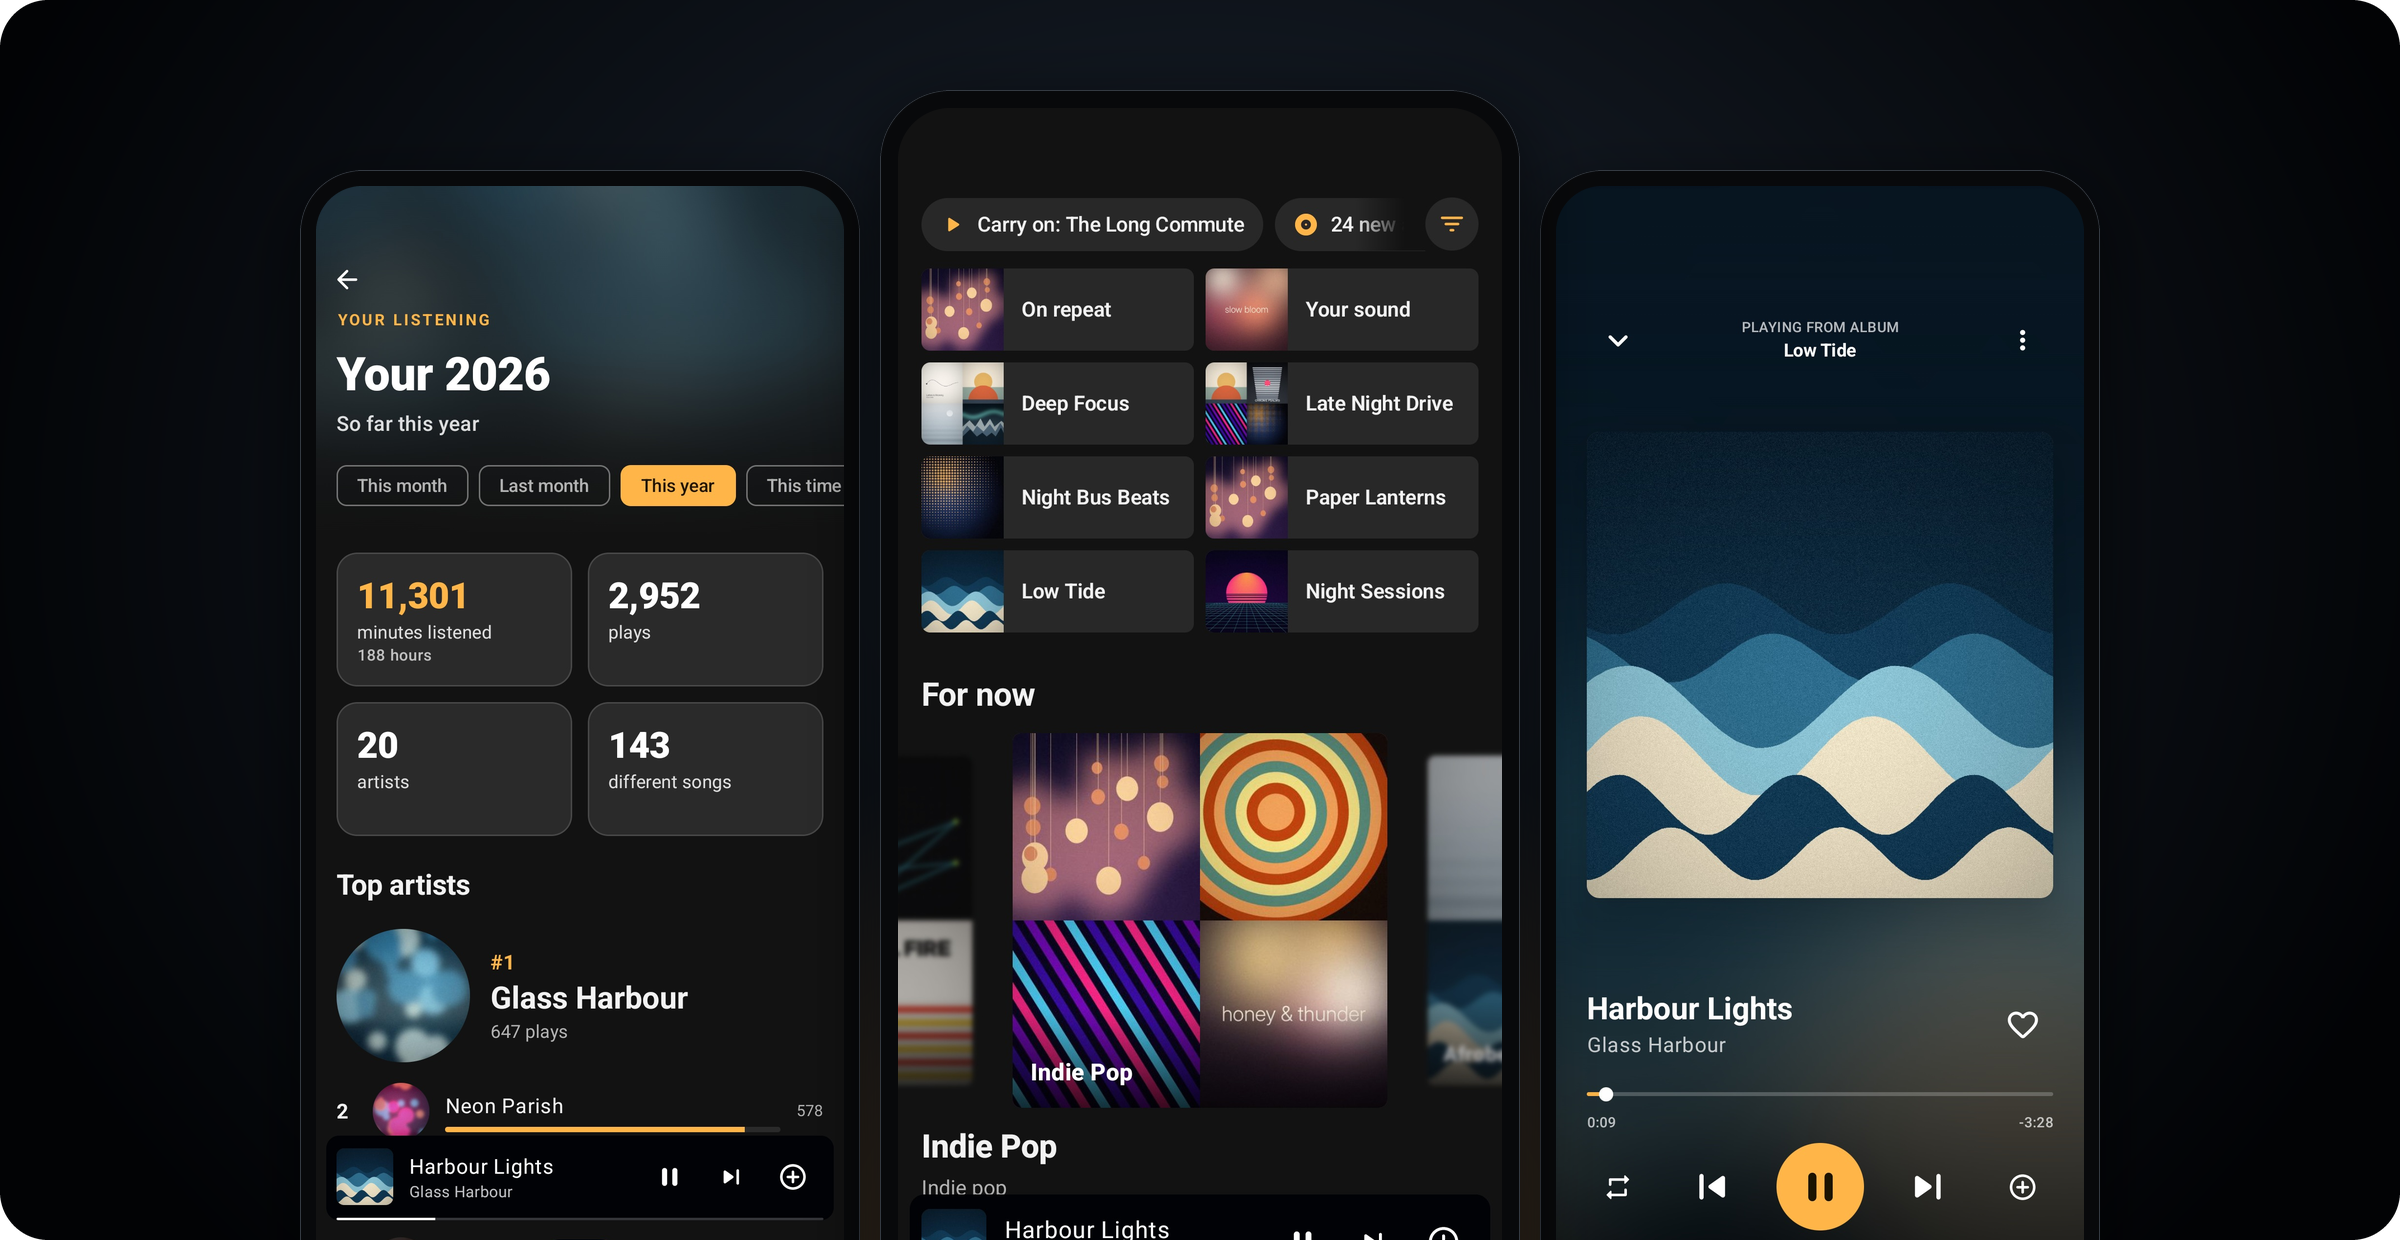 YOUR LISTENING
Your 2026
So far this year
This month
Last month
This year
This time
11,301
minutes listened
188 hours
2,952
plays
20
artists
143
different songs
Top artists
#1
Glass Harbour
647 plays
2
Neon Parish
578
Harbour Lights
Glass Harbour
Carry on: The Long Commute
24 new
On repeat
slow bloom
Your sound
Deep Focus
Late Night Drive
Night Bus Beats
Paper Lanterns
Low Tide
Night Sessions
For now
FIRE
honey & thunder
Indie Pop
Indie Pop
Indie pop
Harbour Lights
PLAYING FROM ALBUM
Low Tide
Harbour Lights
Glass Harbour
0:09
-3:28